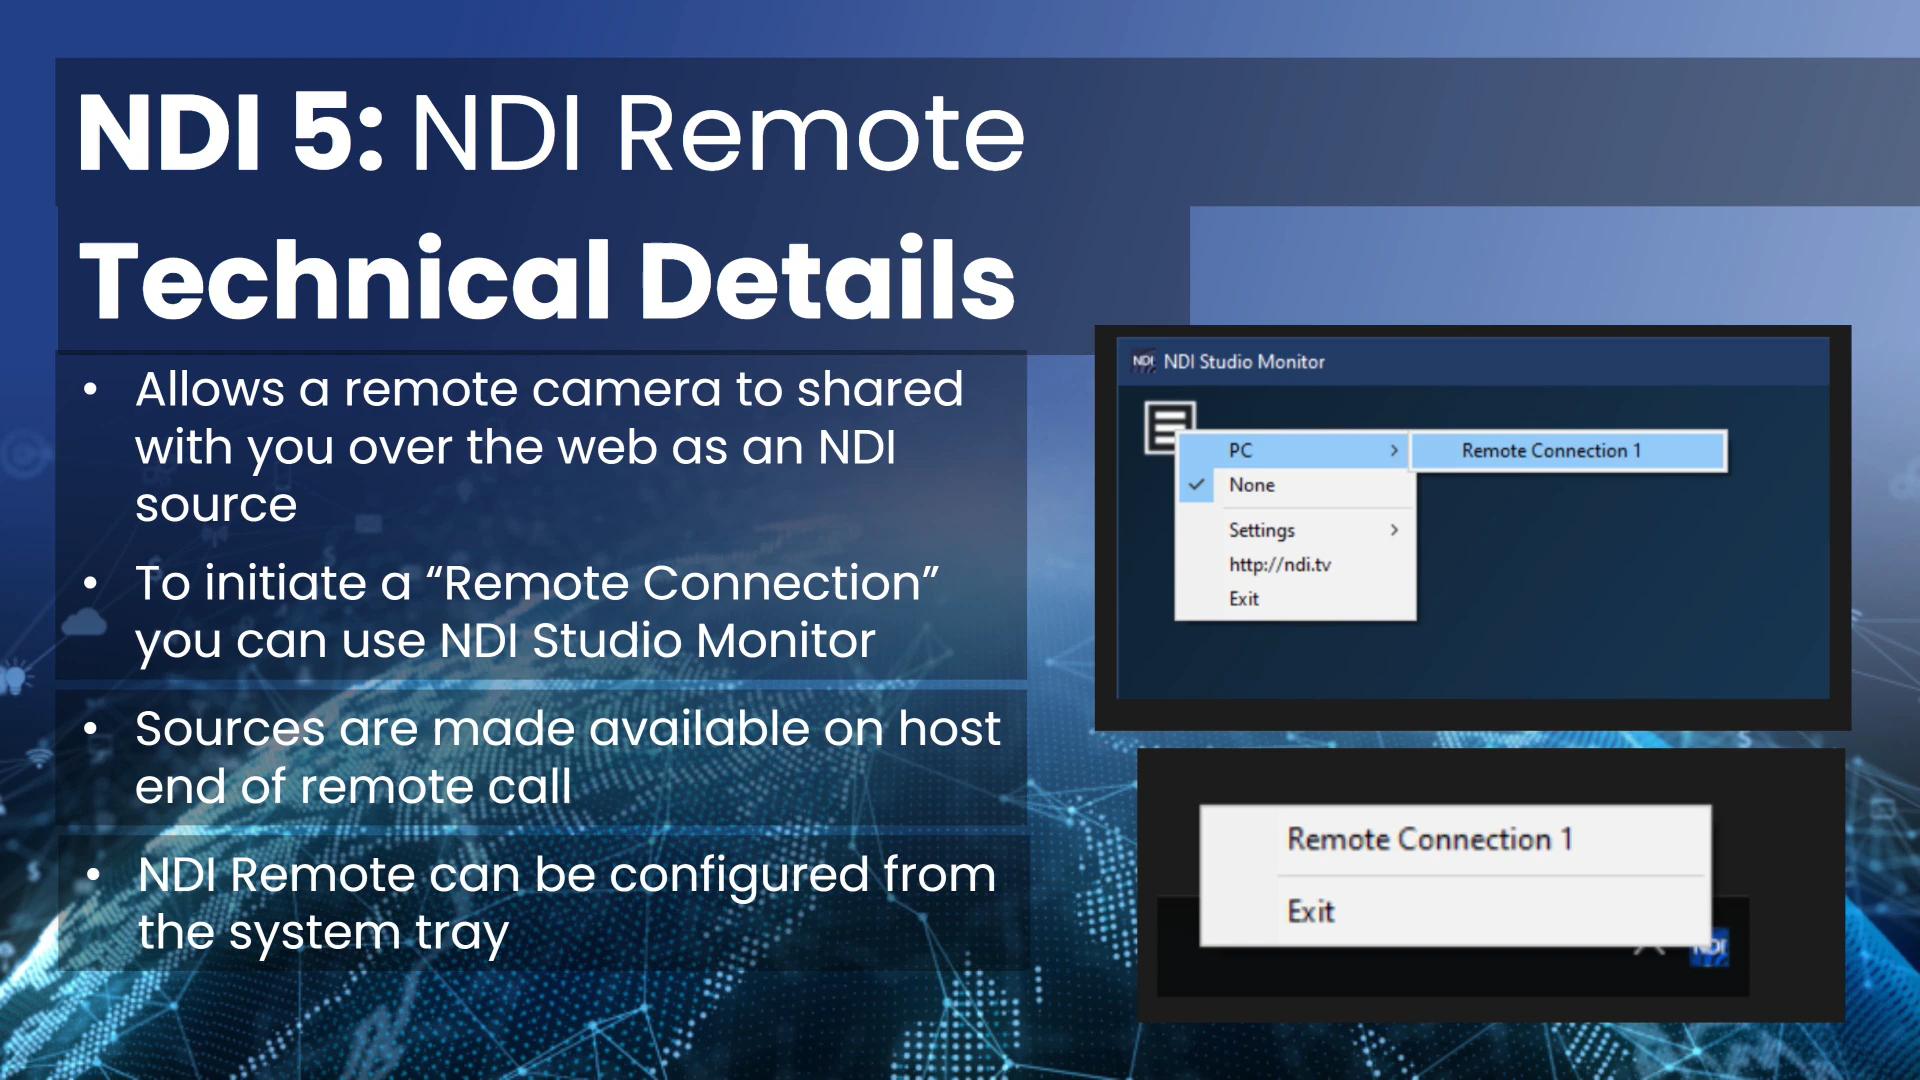 NDI 5: NDI Remote
Technical Details
• Allows a remote camera to shared
with you over the web as an NDI
source
• To initiate a “Remote Connection”
you can use NDI Studio Monitor
• Sources are made available on host
end of remote call
• NDI Remote can be configured from
the system tray
NDI NDI Studio Monitor
PC Remote Connection 1
None
Settings
http://ndi.tv
Exit
Remote Connection 1
Exit
NDI